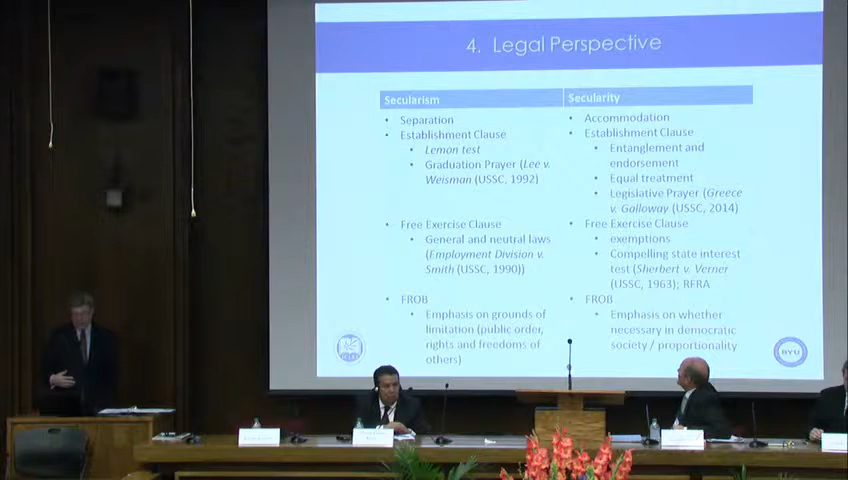 4. Legal Perspective
Secularism
• Separation
• Establishment Clause
• Lemon test
• Graduation Prayer (Lee v.
Weisman (USSC, 1992)
• Free Exercise Clause
• General and neutral laws
(Employment Division v.
Smith (USSC, 1990))
• FROB
• Emphasis on grounds of
limitation (public order,
rights and freedoms of
others)
Secularity
• Accommodation
• Establishment Clause
• Entanglement and
endorsement
• Equal treatment
• Legislative Prayer (Greece
v. Galloway (USSC, 2014)
• Free Exercise Clause
• exemptions
• Compelling state interest
test (Sherbert v. Verner
(USSC, 1963); RFRA
• FROB
• Emphasis on whether
necessary in democratic
society / proportionality
BYU